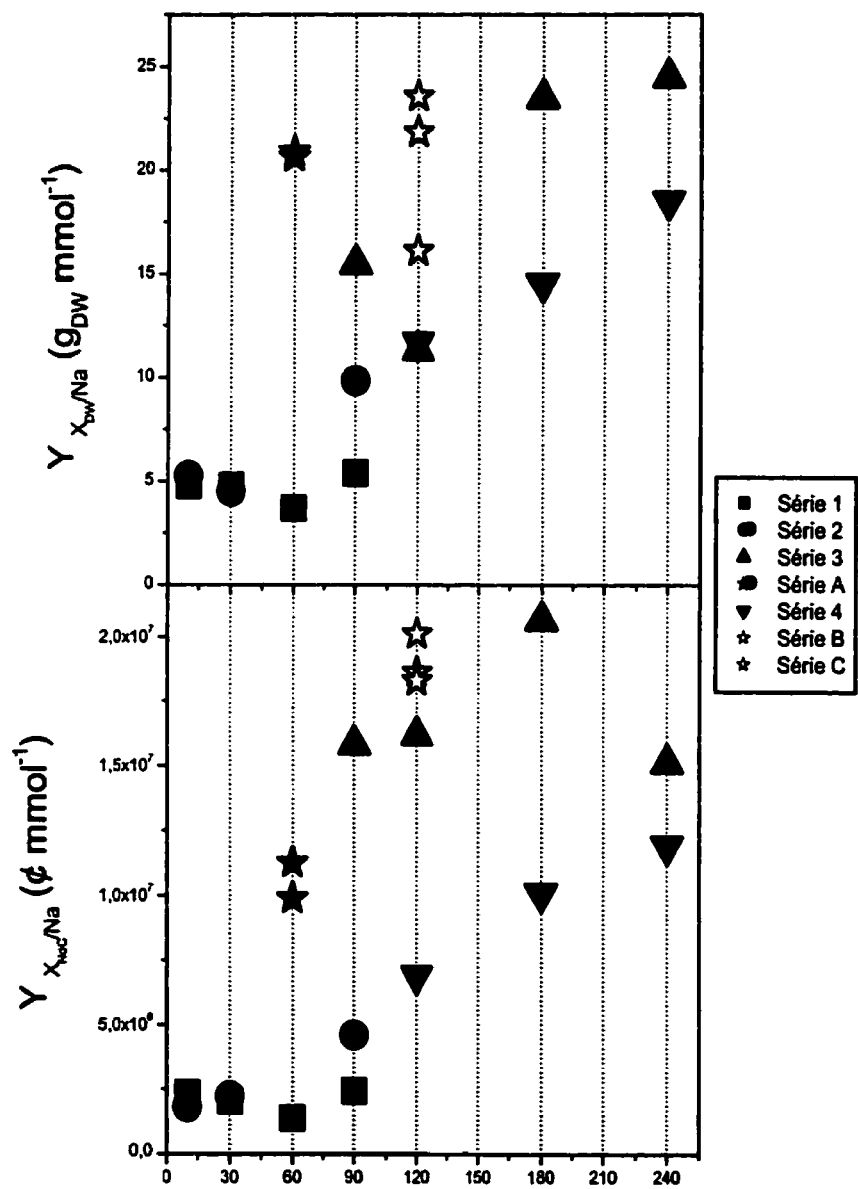 25
20
15
10
5
0
Y X_DW/Na (g_DW mmol⁻¹)
2,0x10⁷
1,5x10⁷
1,0x10⁷
5,0x10⁶
0,0
Y X_NoC/Na (¢ mmol⁻¹)
0 30 60 90 120 150 180 210 240
Série 1
Série 2
Série 3
Série A
Série 4
Série B
Série C